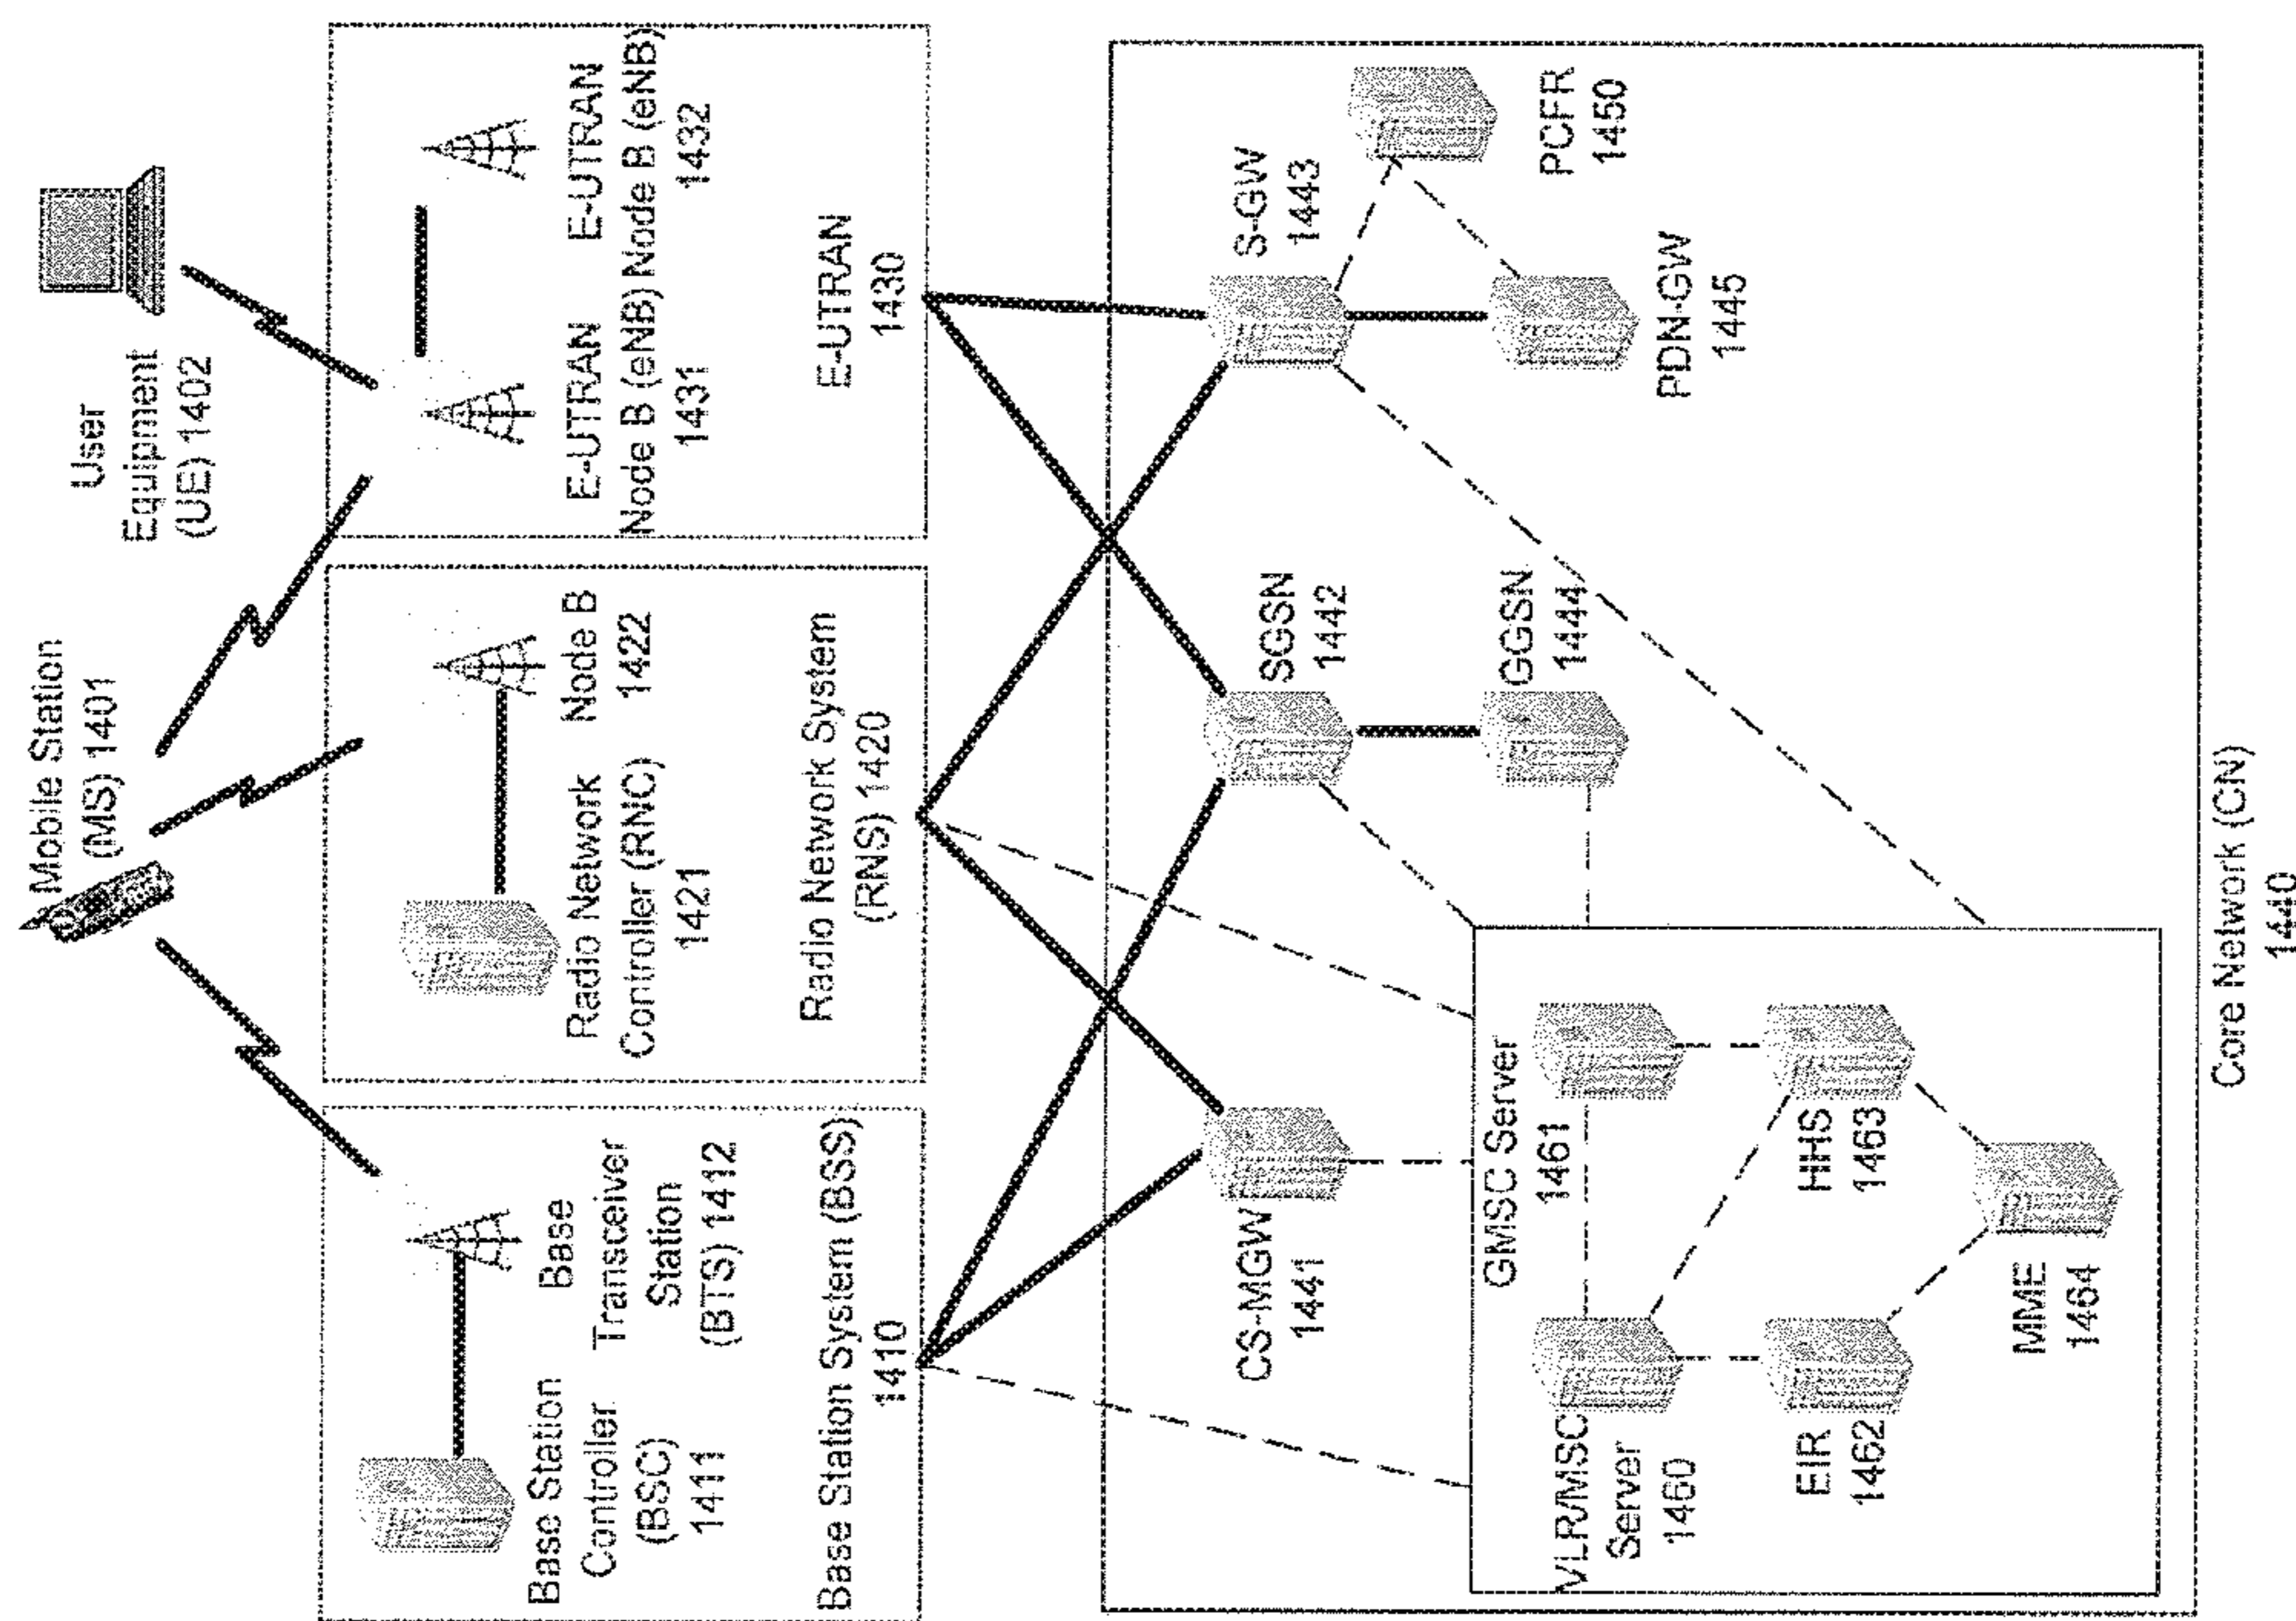 Mobile Station
(MS) 1401
User
Equipment
(UE) 1402
Base Station
Controller
(BSC)
1411
Base
Transceiver
Station
(BTS) 1412
Base Station System (BSS)
1410
Radio Network
Controller (RNC)
1421
Node B
1422
Radio Network System
(RNS) 1420
E-UTRAN
Node B (eNB)
1431
E-UTRAN
Node B (eNB)
1432
E-UTRAN
1430
CS-MGW
1441
SGSN
1442
S-GW
1443
GGSN
1444
PDN-GW
1445
PCFR
1450
GMSC Server
1461
VLR/MSC
Server
1460
HHS
1463
EIR
1462
MME
1464
Core Network (CN)
1440